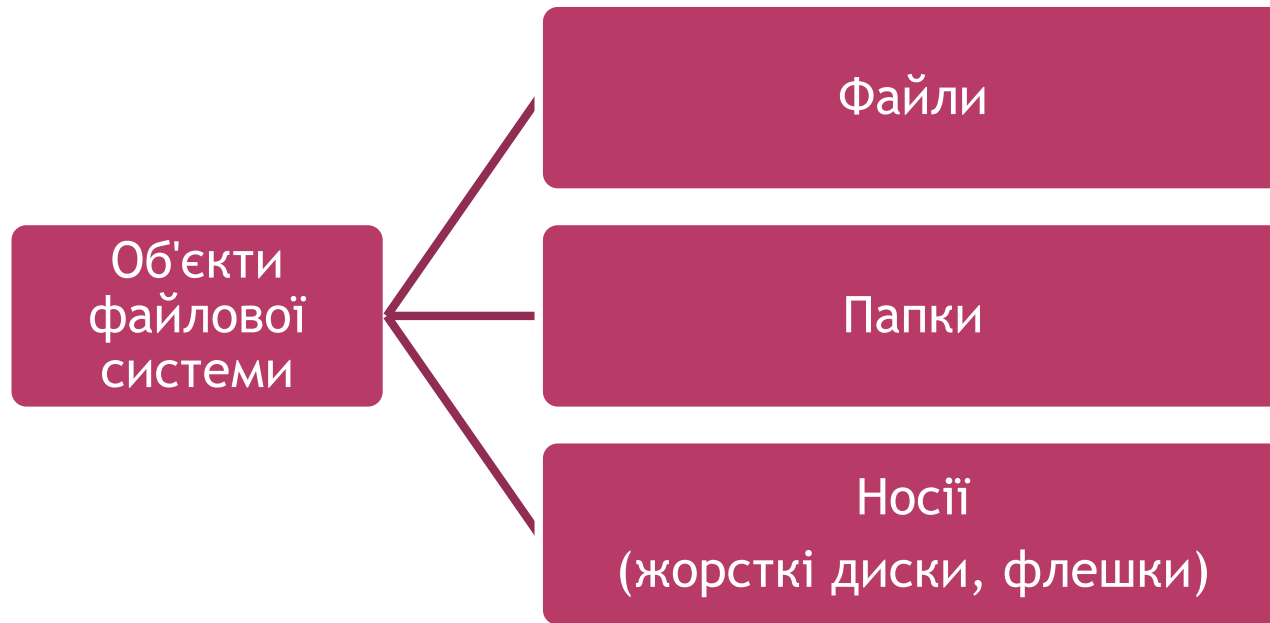 Об'єкти
файлової
системи
Файли
Папки
Носії
(жорсткі диски, флешки)